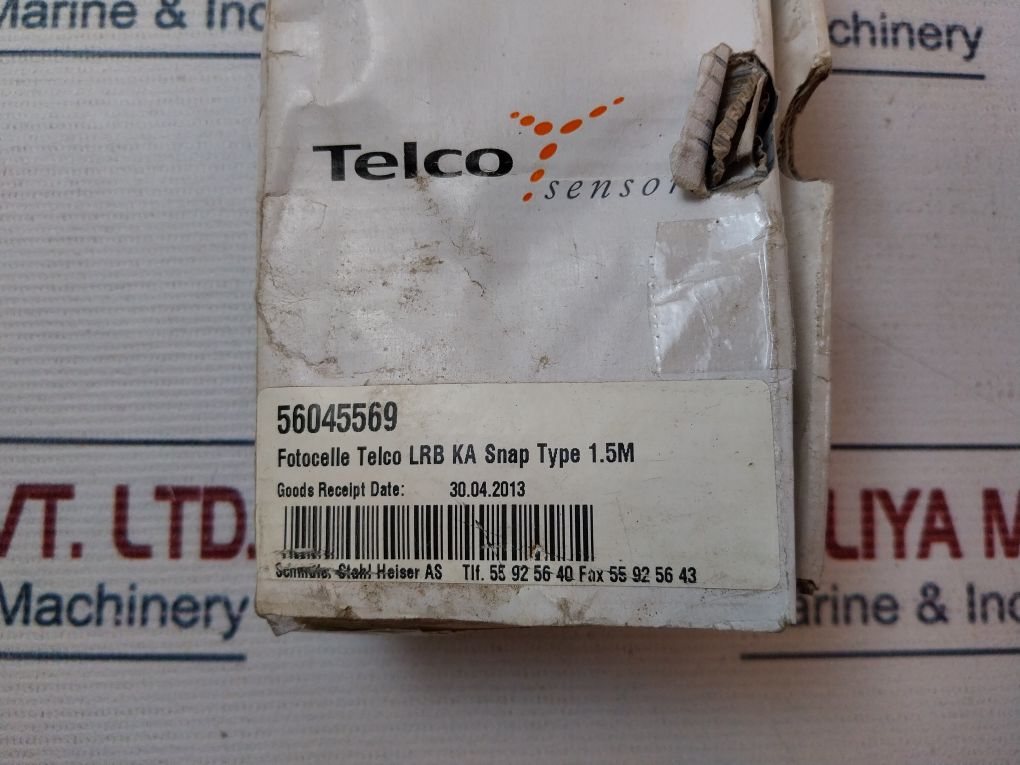 Marine & Ind
chinery
Telco
sensor
56045569
Fotocelle Telco LRB KA Snap Type 1.5M
Goods Receipt Date: 30.04.2013
VT. LTD.
LIYA M
Stahl Heiser AS Tlf. 55 92 56 40 Fax 55 92 56 43
Machinery
arine & Ind